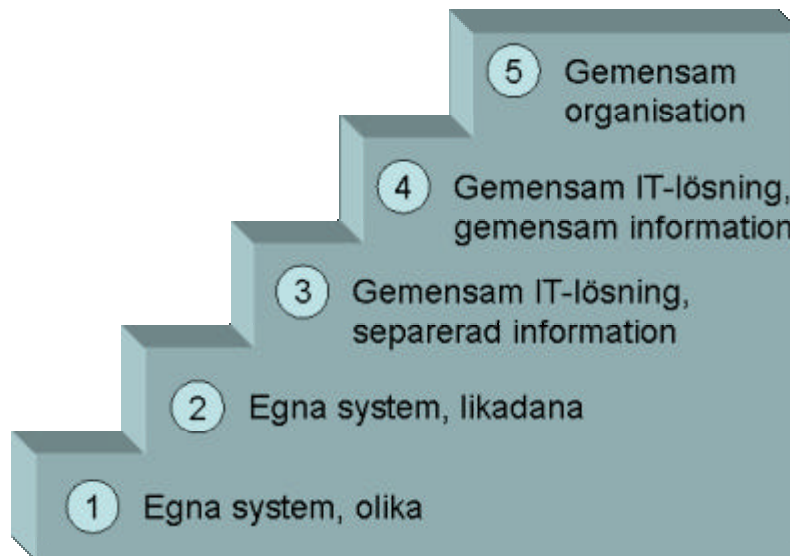 5 Gemensam
organisation
4 Gemensam IT-lösning,
gemensam information
3 Gemensam IT-lösning,
separerad information
2 Egna system, likadana
1 Egna system, olika